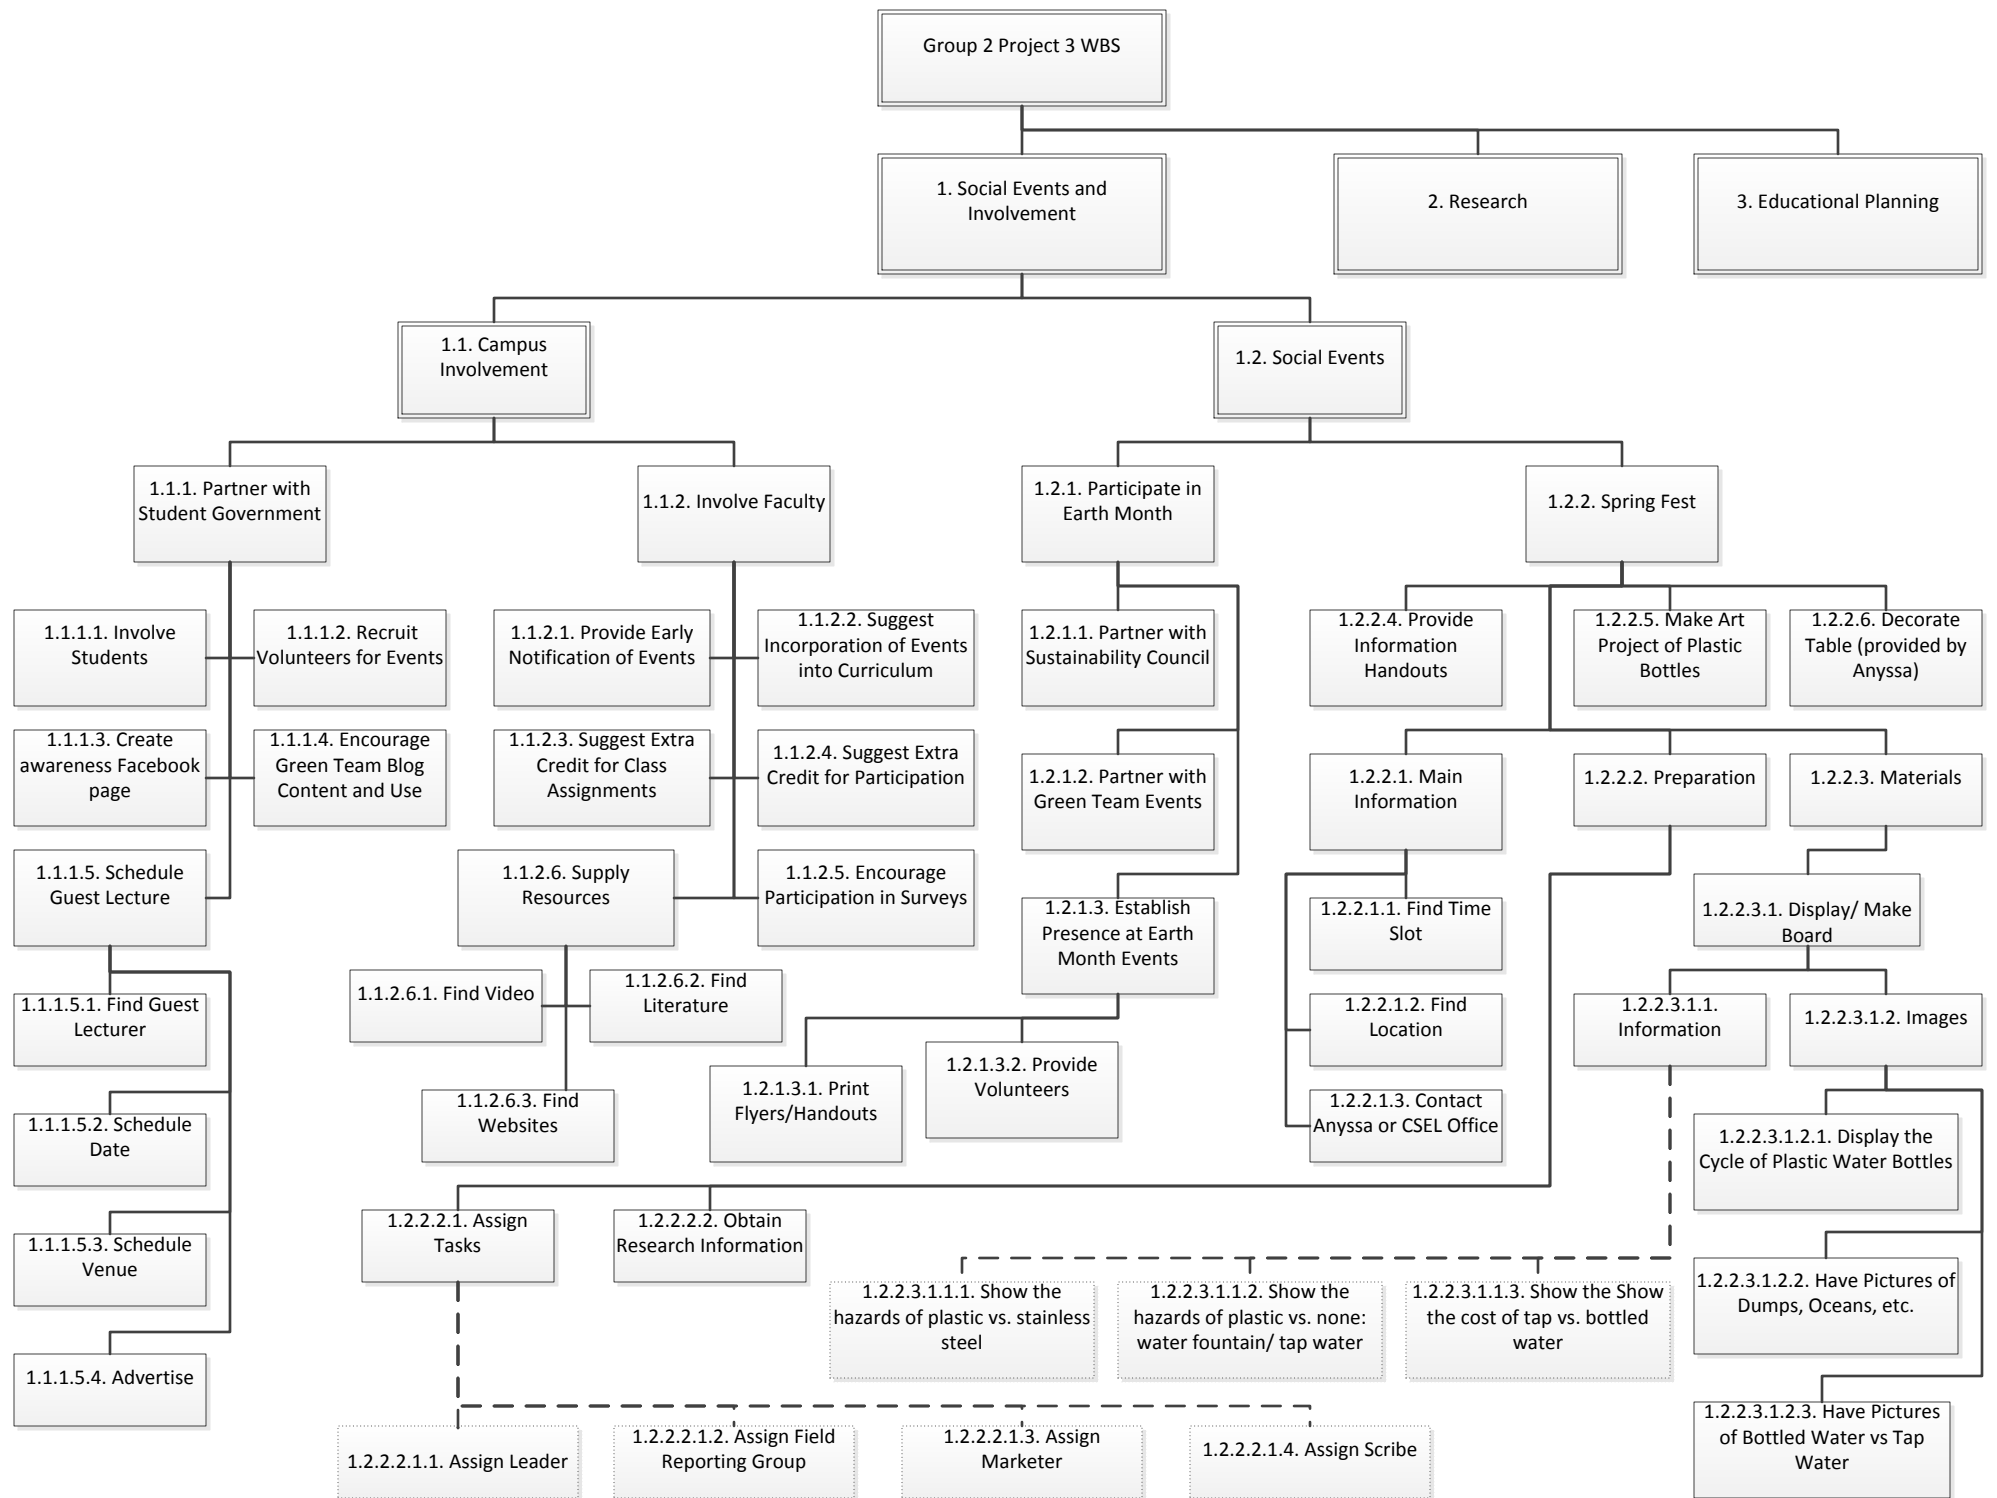 Group 2 Project 3 WBS
1. Social Events and
Involvement
2. Research
3. Educational Planning
1.1. Campus
Involvement
1.2. Social Events
1.1.1. Partner with
Student Government
1.1.2. Involve Faculty
1.2.1. Participate in
Earth Month
1.2.2. Spring Fest
1.1.1.1. Involve
Students
1.1.1.2. Recruit
Volunteers for Events
1.1.2.1. Provide Early
Notification of Events
1.1.2.2. Suggest
Incorporation of Events
into Curriculum
1.2.1.1. Partner with
Sustainability Council
1.2.2.4. Provide
Information
Handouts
1.2.2.5. Make Art
Project of Plastic
Bottles
1.2.2.6. Decorate
Table (provided by
Anyssa)
1.1.1.3. Create
awareness Facebook
page
1.1.1.4. Encourage
Green Team Blog
Content and Use
1.1.2.3. Suggest Extra
Credit for Class
Assignments
1.1.2.4. Suggest Extra
Credit for Participation
1.2.1.2. Partner with
Green Team Events
1.2.2.1. Main
Information
1.2.2.2. Preparation
1.2.2.3. Materials
1.1.1.5. Schedule
Guest Lecture
1.1.2.6. Supply
Resources
1.1.2.5. Encourage
Participation in Surveys
1.2.1.3. Establish
Presence at Earth
Month Events
1.2.2.1.1. Find Time
Slot
1.2.2.3.1. Display/ Make
Board
1.1.1.5.1. Find Guest
Lecturer
1.1.2.6.1. Find Video
1.1.2.6.2. Find
Literature
1.2.2.1.2. Find
Location
1.2.2.3.1.1.
Information
1.2.2.3.1.2. Images
1.1.1.5.2. Schedule
Date
1.1.2.6.3. Find
Websites
1.2.1.3.1. Print
Flyers/Handouts
1.2.1.3.2. Provide
Volunteers
1.2.2.1.3. Contact
Anyssa or CSEL Office
1.2.2.3.1.2.1. Display the
Cycle of Plastic Water Bottles
1.1.1.5.3. Schedule
Venue
1.2.2.2.1. Assign
Tasks
1.2.2.2.2. Obtain
Research Information
1.2.2.3.1.1.1. Show the
hazards of plastic vs. stainless
steel
1.2.2.3.1.1.2. Show the
hazards of plastic vs. none:
water fountain/ tap water
1.2.2.3.1.1.3. Show the Show
the cost of tap vs. bottled
water
1.2.2.3.1.2.2. Have Pictures of
Dumps, Oceans, etc.
1.1.1.5.4. Advertise
1.2.2.2.1.1. Assign Leader
1.2.2.2.1.2. Assign Field
Reporting Group
1.2.2.2.1.3. Assign
Marketer
1.2.2.2.1.4. Assign Scribe
1.2.2.3.1.2.3. Have Pictures
of Bottled Water vs Tap
Water